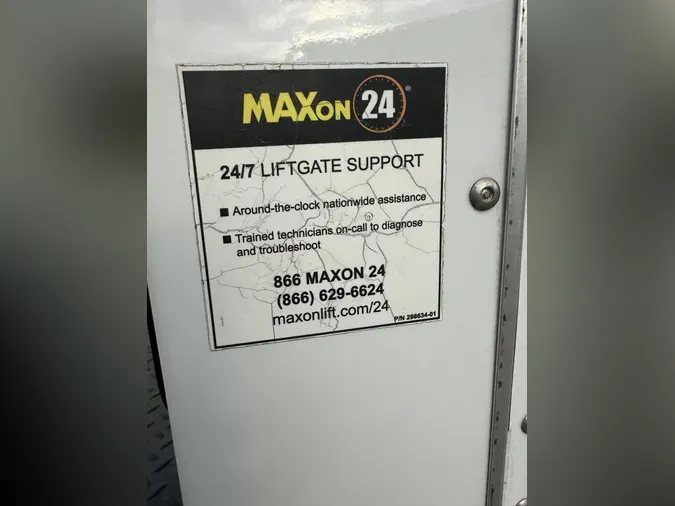 MAXON 24®
24/7 LIFTGATE SUPPORT
■ Around-the-clock nationwide assistance
■ Trained technicians on-call to diagnose
and troubleshoot
866 MAXON 24
(866) 629-6624
maxonlift.com/24
P/N 298634-01